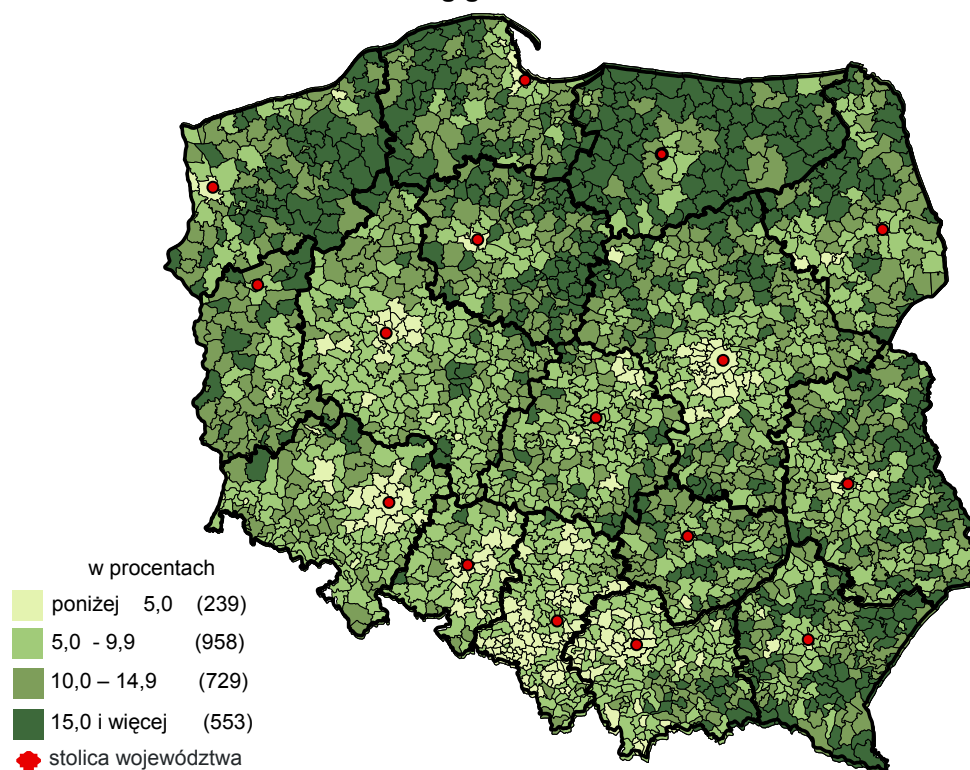 w procentach
poniżej 5,0 (239)
5,0 - 9,9 (958)
10,0 – 14,9 (729)
15,0 i więcej (553)
stolica województwa